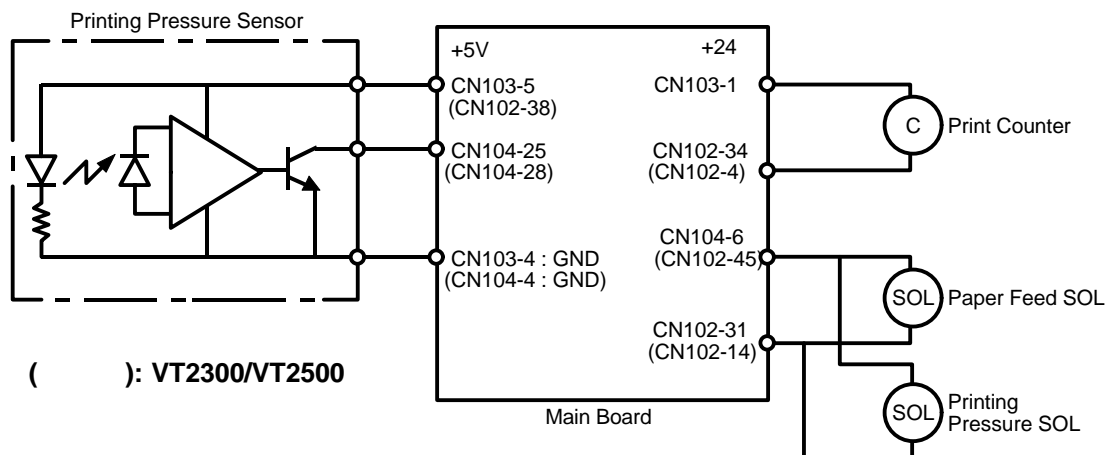 Printing Pressure Sensor
+5V
+24
CN103-5
(CN102-38)
CN103-1
C
Print Counter
CN104-25
(CN104-28)
CN102-34
(CN102-4)
CN104-6
(CN102-45)
CN103-4 : GND
(CN104-4 : GND)
SOL
Paper Feed SOL
CN102-31
(CN102-14)
( ): VT2300/VT2500
Main Board
SOL
Printing
Pressure SOL